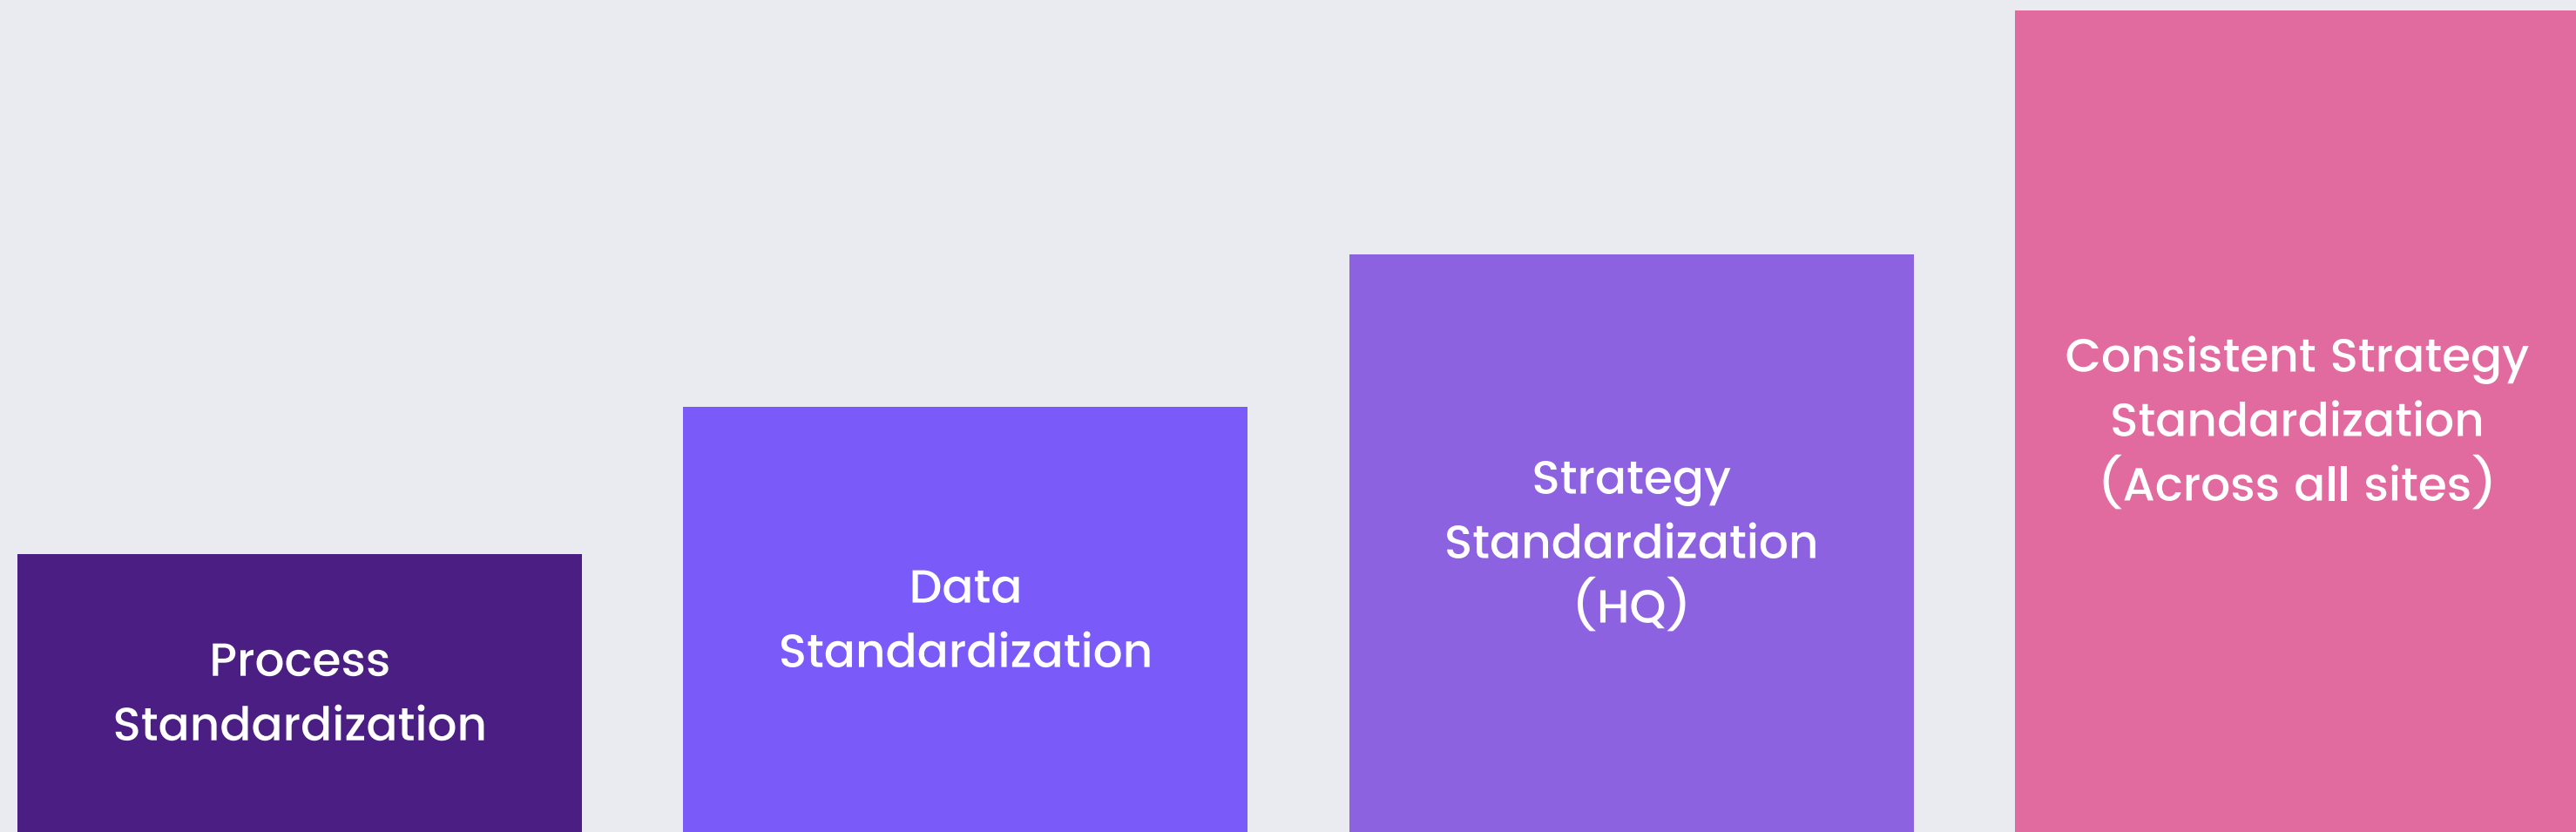 Process
Standardization
Data
Standardization
Strategy
Standardization
(HQ)
Consistent Strategy
Standardization
(Across all sites)